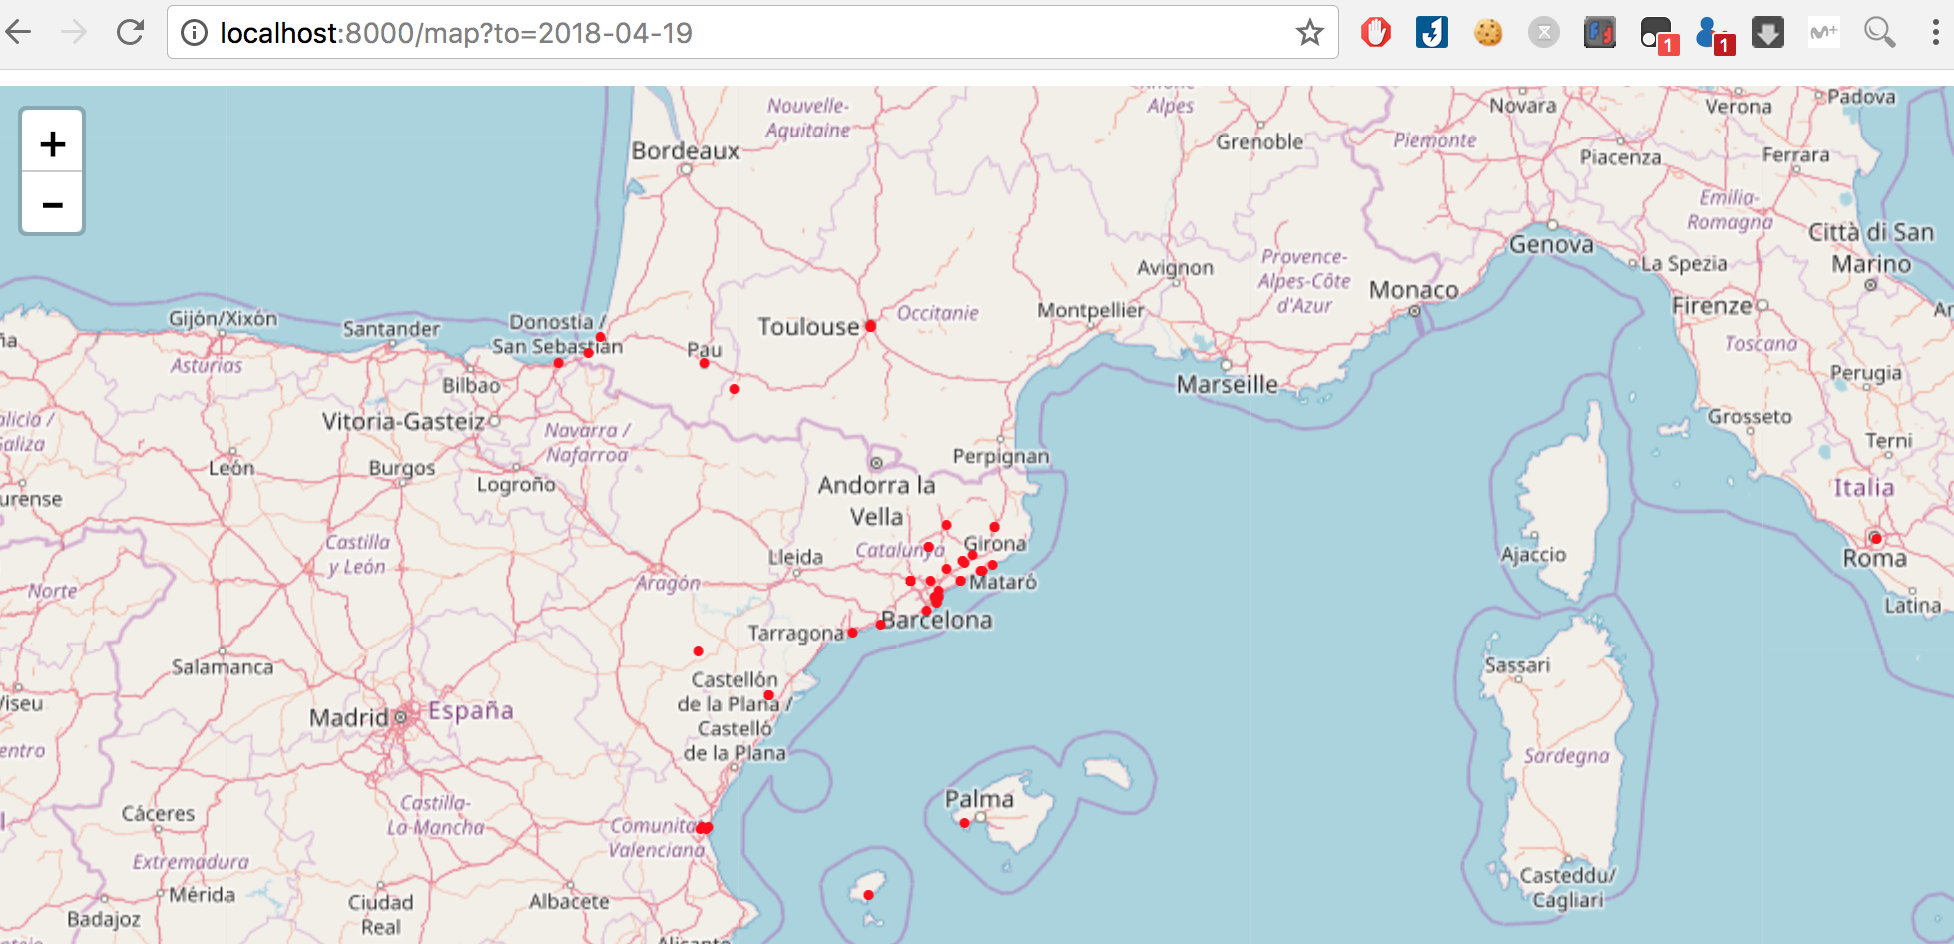 localhost:8000/map?to=2018-04-19
1
1
M+
+
−
Nouvelle-
Aquitaine
Alpes
Novara
Verona
Padova
Bordeaux
Grenoble
Piemonte
Piacenza
Ferrara
Emilia-
Romagna
Genova
Città di San
Marino
Avignon
Provence-
Alpes-Côte
d'Azur
La Spezia
Monaco
Firenze
Gijón/Xixón
Santander
Donostia /
San Sebastián
Toulouse
Occitanie
Montpellier
Asturias
Pau
Toscana
Bilbao
Marseille
Perugia
Vitoria-Gasteiz
Navarra /
Nafarroa
Grosseto
Terni
León
Burgos
Logroño
Perpignan
Andorra la
Vella
Italia
Castilla
y León
Lleida
Catalunya
Girona
Ajaccio
Roma
Norte
Aragón
Mataró
Latina
Barcelona
Tarragona
Salamanca
Sassari
Castellón
de la Plana /
Castelló
de la Plana
Madrid
España
Sardegna
Cáceres
Castilla-
La-Mancha
Palma
Comunitat
Valenciana
Extremadura
Mérida
Ciudad
Real
Albacete
Casteddu/
Cagliari
Badajoz